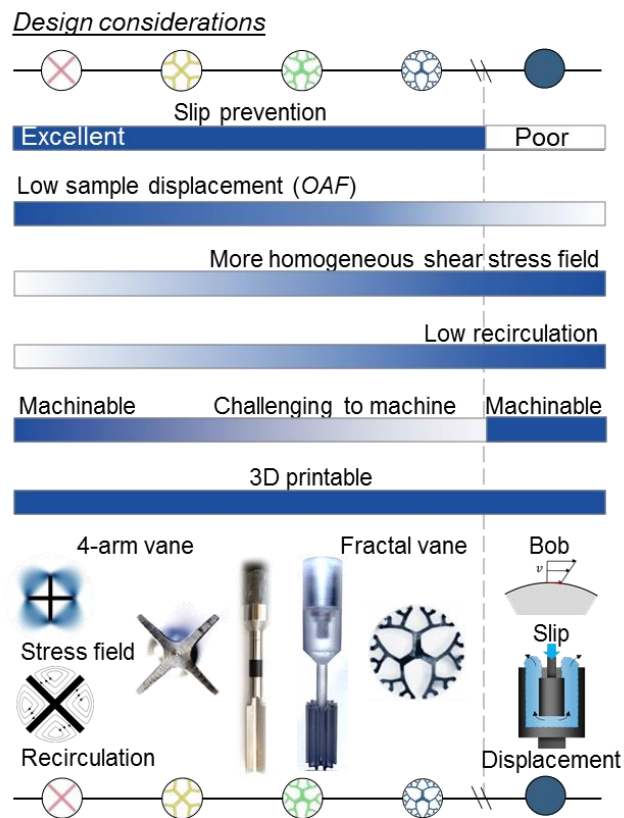 Design considerations
Slip prevention
Excellent Poor
Low sample displacement (OAF)
More homogeneous shear stress field
Low recirculation
Machinable Challenging to machine Machinable
3D printable
4-arm vane Fractal vane Bob
v
Stress field Slip
Recirculation Displacement